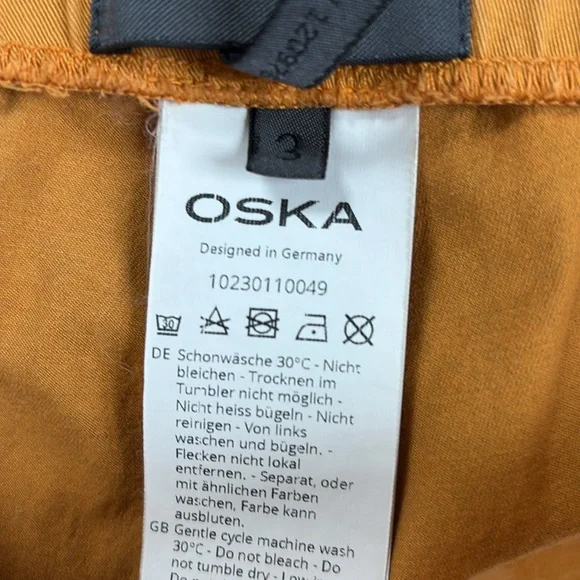 3
OSKA
Designed in Germany
10230110049
30
DE Schonwäsche 30°C - Nicht
bleichen - Trocknen im
Tumbler nicht möglich -
Nicht heiss bügeln - Nicht
reinigen - Von links
waschen und bügeln. -
Flecken nicht lokal
entfernen. - Separat, oder
mit ähnlichen Farben
waschen, Farbe kann
ausbluten.
GB Gentle cycle machine wash
30°C - Do not bleach - Do
not tumble dry -